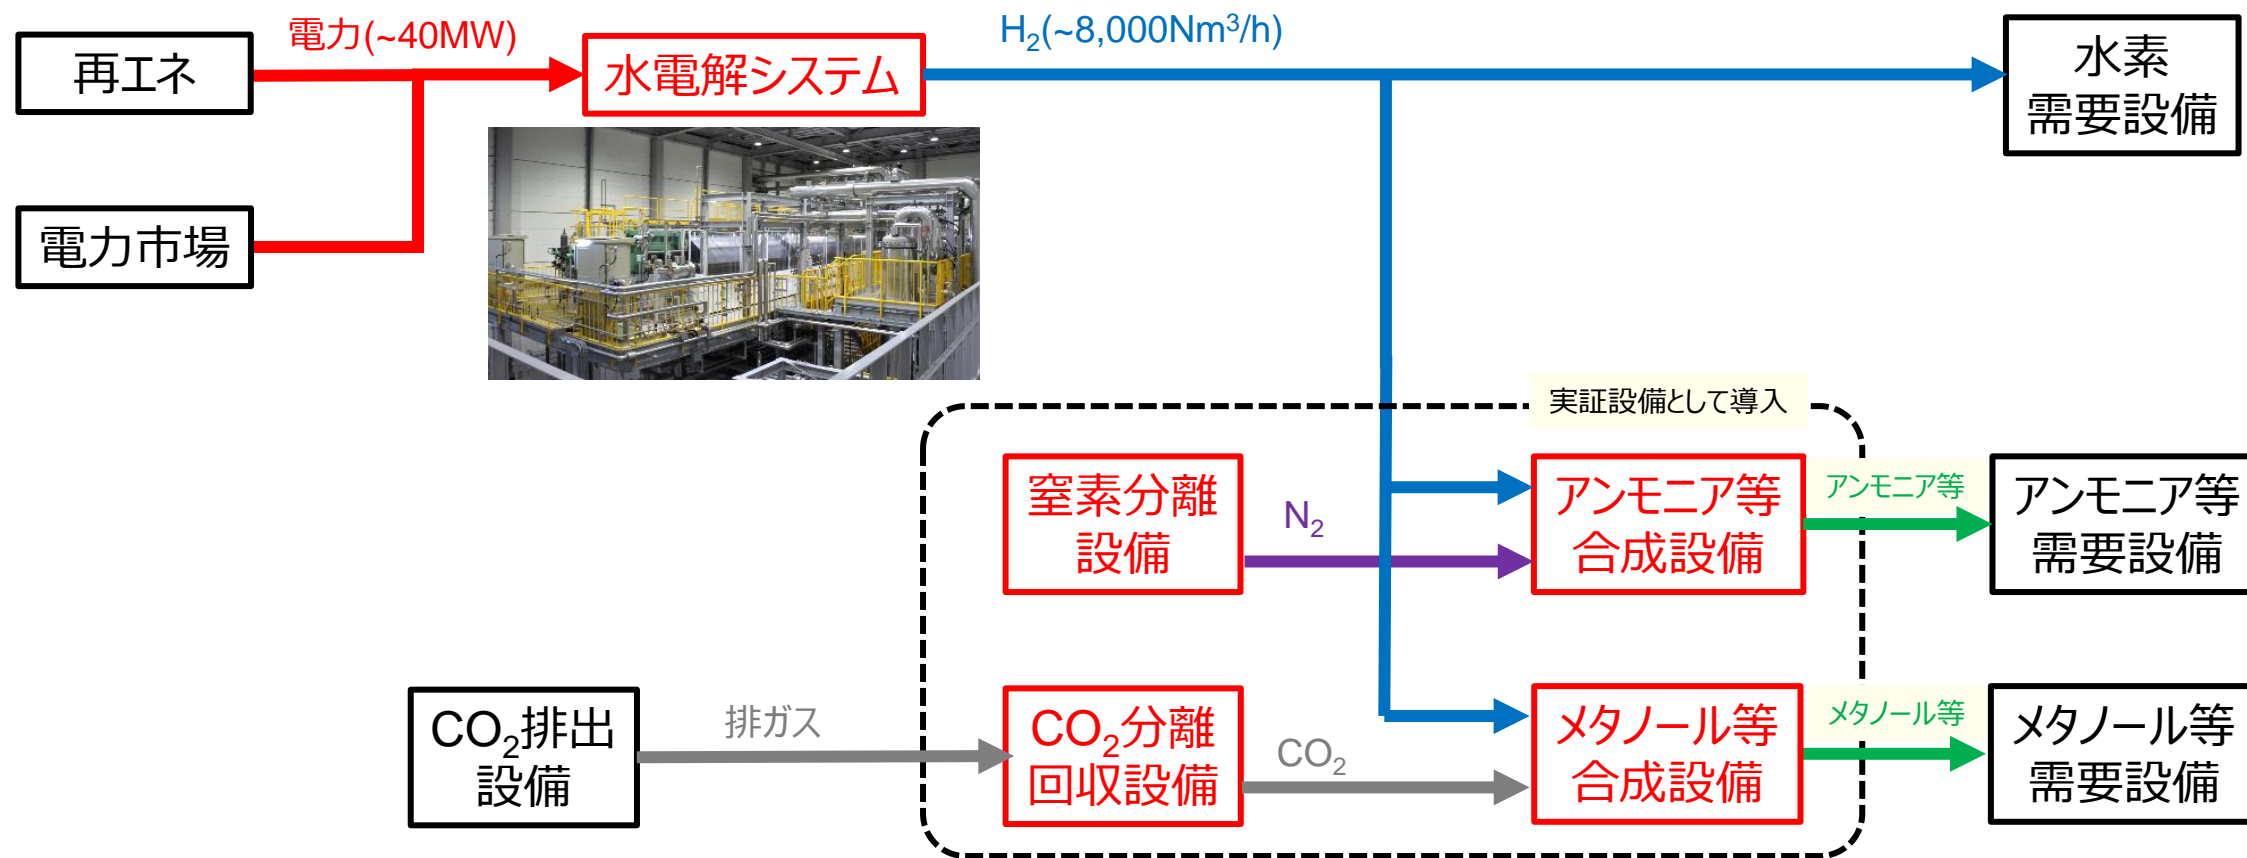 再エネ
電力(~40MW)
水電解システム
H₂(~8,000Nm³/h)
水素
需要設備
電力市場
実証設備として導入
窒素分離
設備
N₂
アンモニア等
合成設備
アンモニア等
アンモニア等
需要設備
CO₂排出
設備
排ガス
CO₂分離
回収設備
CO₂
メタノール等
合成設備
メタノール等
メタノール等
需要設備